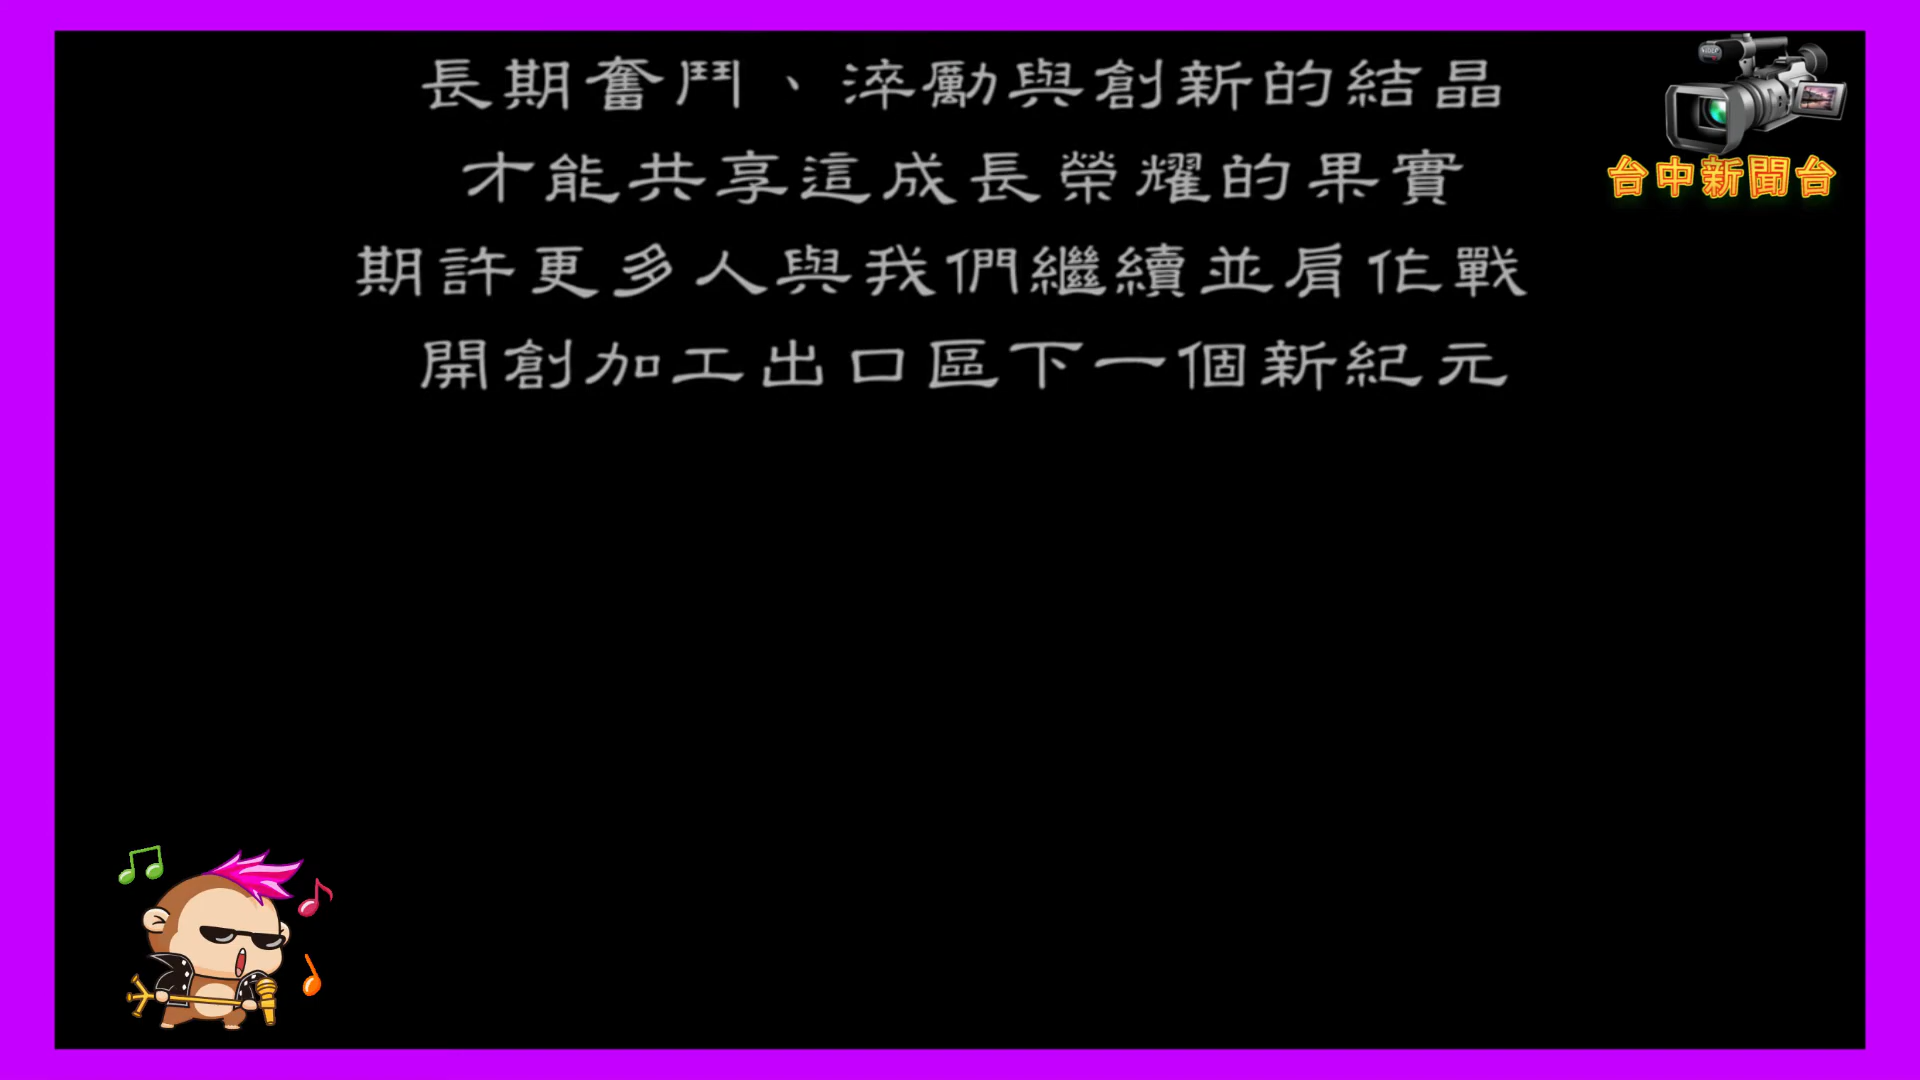 長期奮鬥、淬勵與創新的結晶
才能共享這成長榮耀的果實
期許更多人與我們繼續並肩作戰
開創加工出口區下一個新紀元
台中新聞台